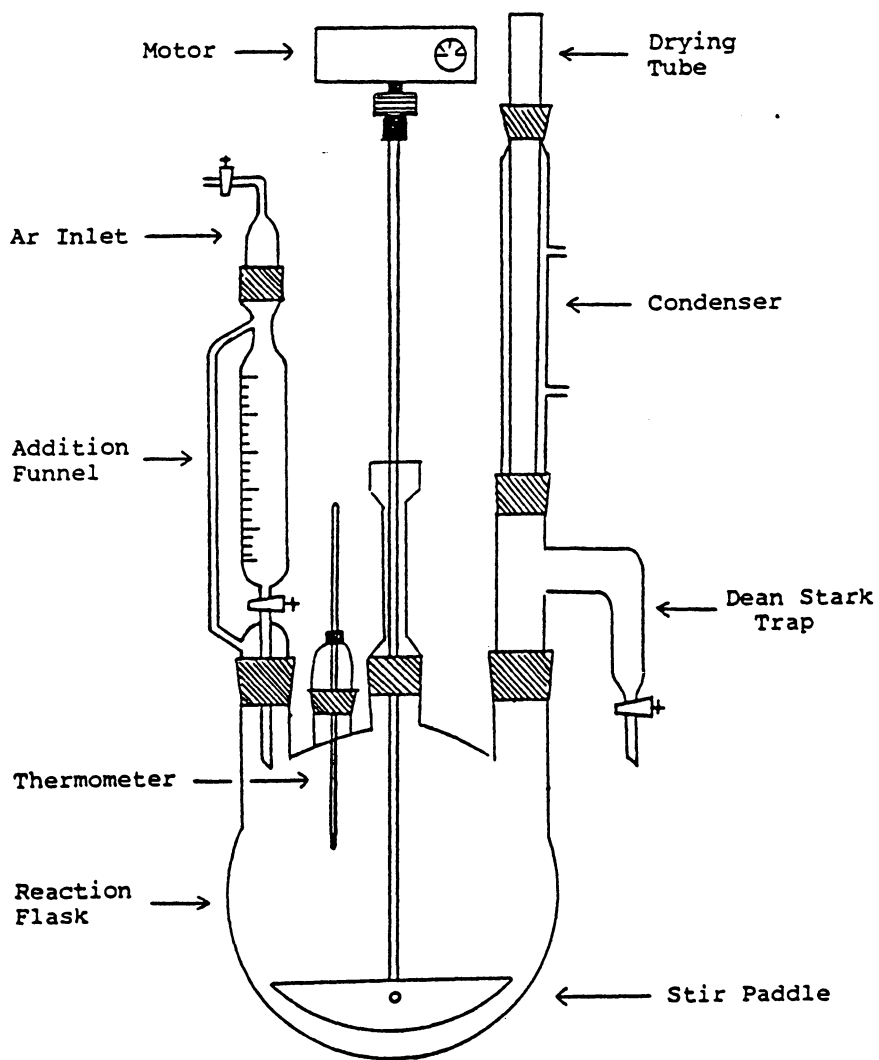 Motor
Drying
Tube
Ar Inlet
Condenser
Addition
Funnel
Dean Stark
Trap
Thermometer
Reaction
Flask
Stir Paddle